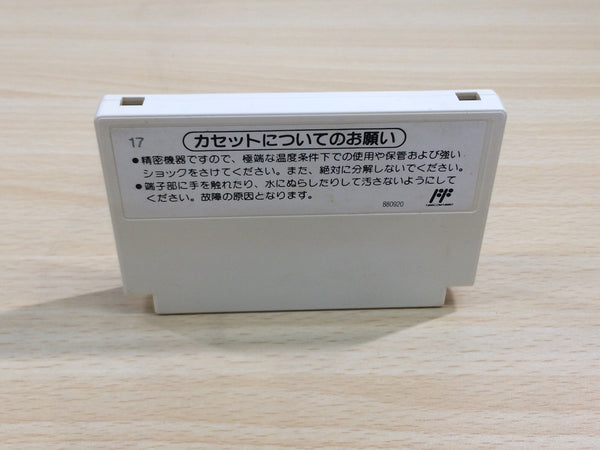 17
カセットについてのお願い
●精密機器ですので、極端な温度条件下での使用や保管および強い
ショックをさけてください。また、絶対に分解しないでください。
●端子部に手を触れたり、水にぬらしたりして汚さないようにして
ください。故障の原因となります。
880920